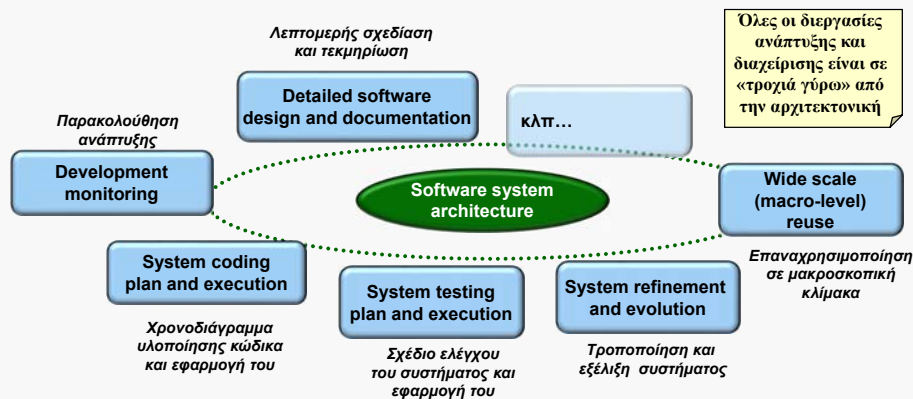 Λεπτομερής σχεδίαση
και τεκμηρίωση
Detailed software
design and documentation
κλπ…
Όλες οι διεργασίες
ανάπτυξης και
διαχείρισης είναι σε
«τροχιά γύρω» από
την αρχιτεκτονική
Παρακολούθηση
ανάπτυξης
Development
monitoring
Software system
architecture
Wide scale
(macro-level)
reuse
Επαναχρησιμοποίηση
σε μακροσκοπική
κλίμακα
System coding
plan and execution
Χρονοδιάγραμμα
υλοποίησης κώδικα
και εφαρμογή του
System testing
plan and execution
Σχέδιο ελέγχου
του συστήματος και
εφαρμογή του
System refinement
and evolution
Τροποποίηση και
εξέλιξη συστήματος